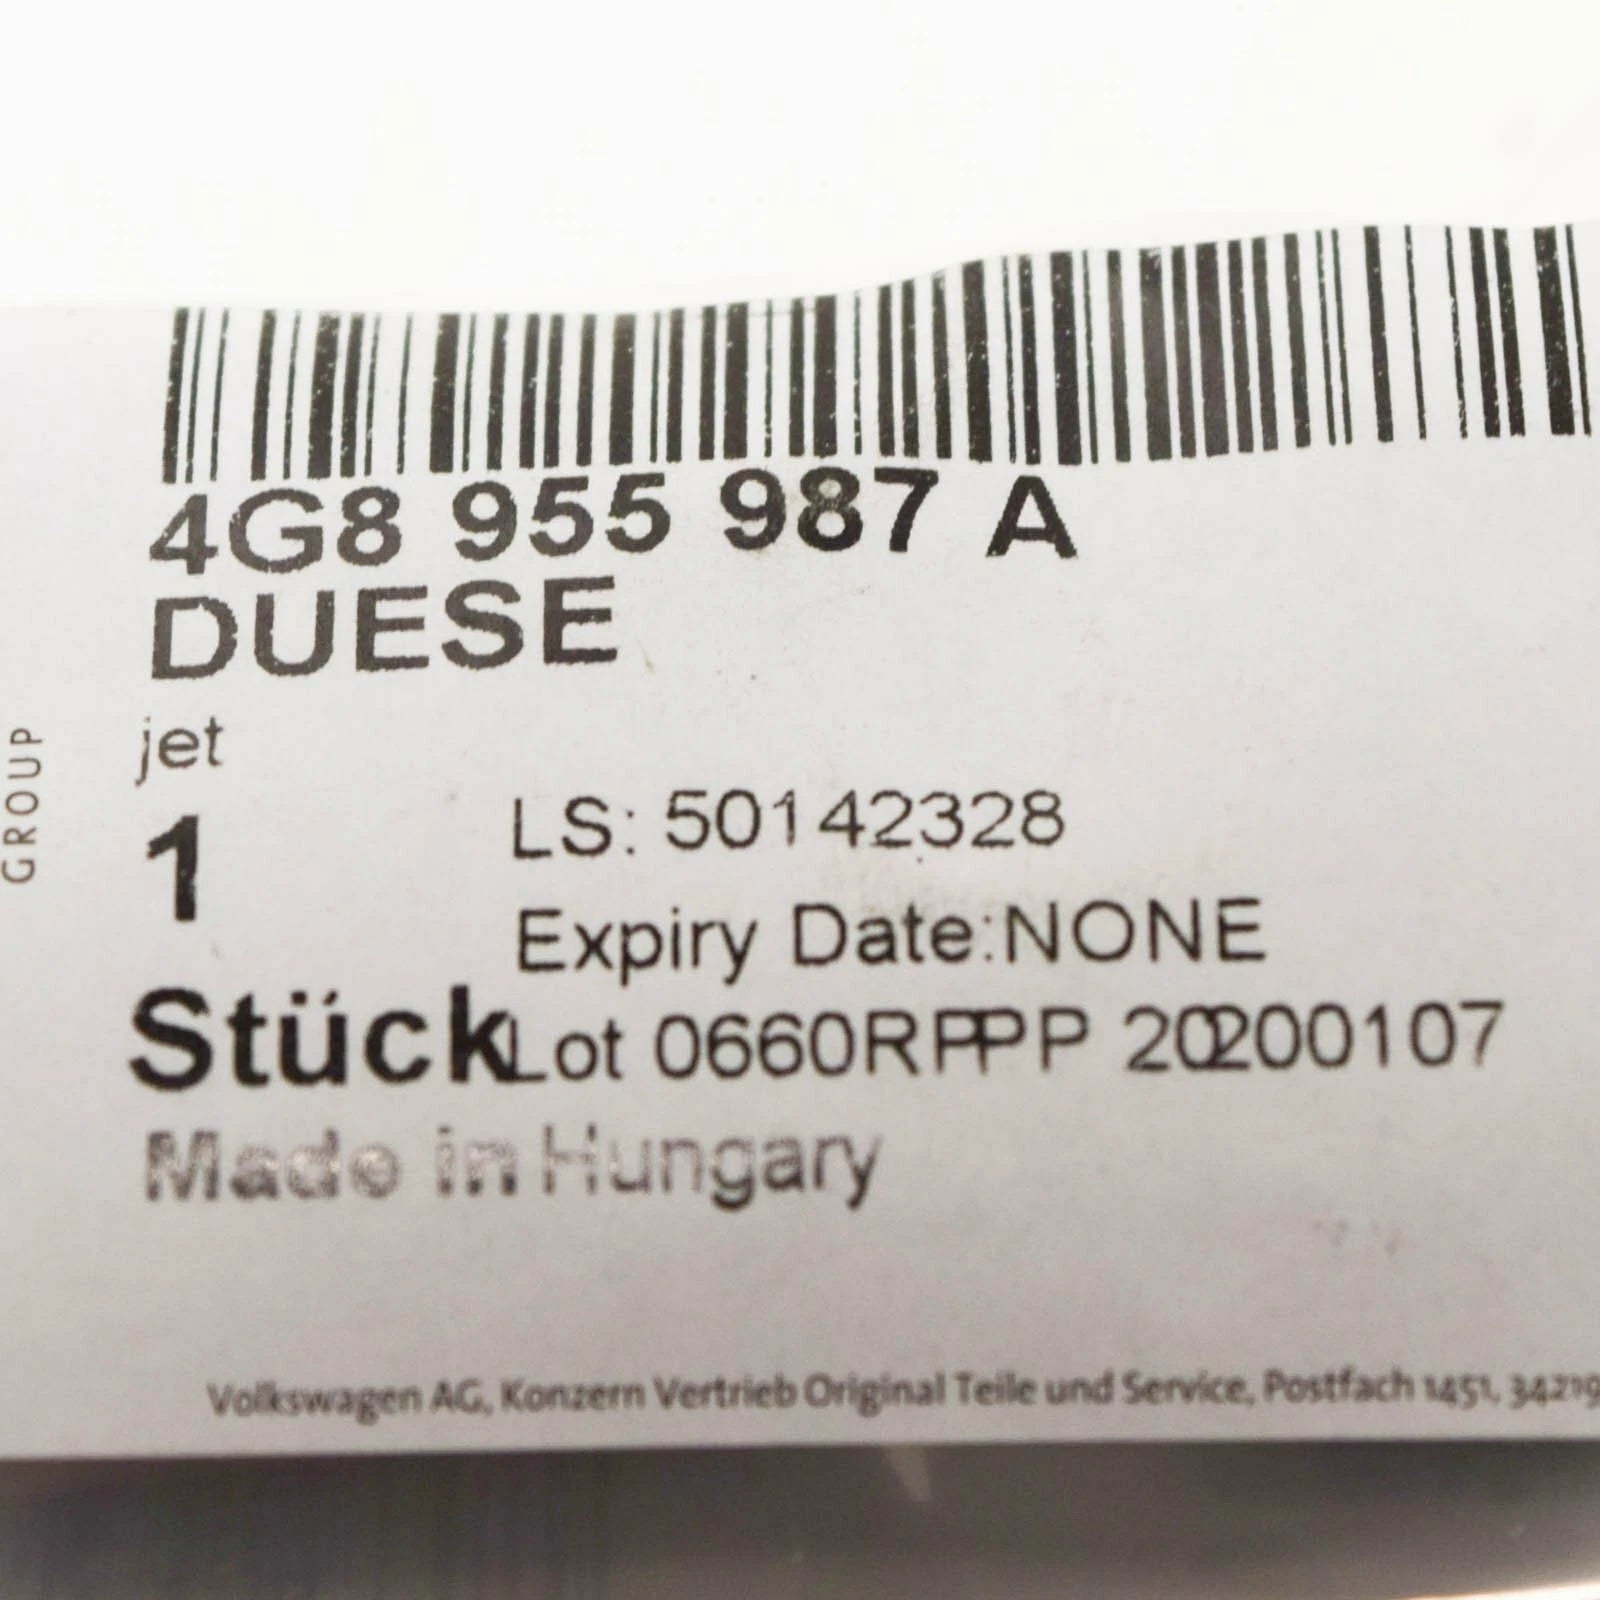 4G8 955 987 A
DUESE
jet
1
LS: 50142328
Expiry Date:NONE
Stück
Lot 0660RPPP 20200107
Made in Hungary
GROUP
Volkswagen AG, Konzern Vertrieb Original Teile und Service, Postfach 1451, 34219